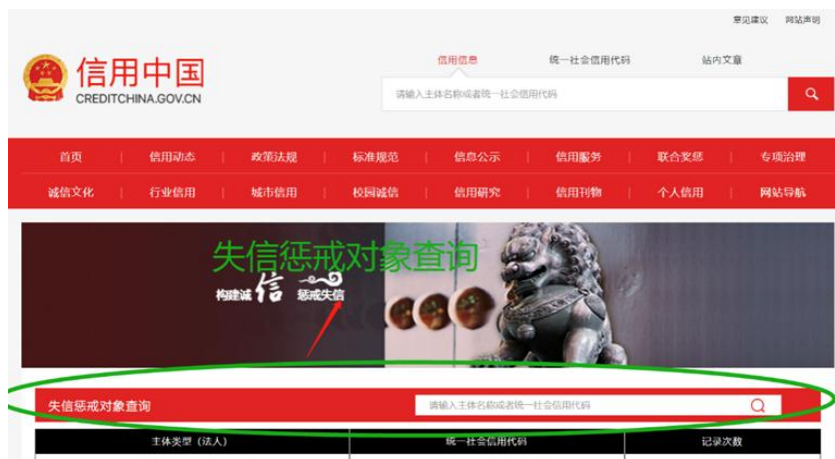 意见建议 网站声明
信用中国
CREDITCHINA.GOV.CN
信用信息 统一社会信用代码 站内文章
请输入主体名称或者统一社会信用代码
首页 信用动态 政策法规 标准规范 信息公示 信用服务 联合奖惩 专项治理
诚信文化 行业信用 城市信用 校园诚信 信用研究 信用刊物 个人信用 网站导航
失信惩戒对象查询
构建诚信 惩戒失信
失信惩戒对象查询 请输入主体名称或者统一社会信用代码
主体类型（法人） 统一社会信用代码 记录次数